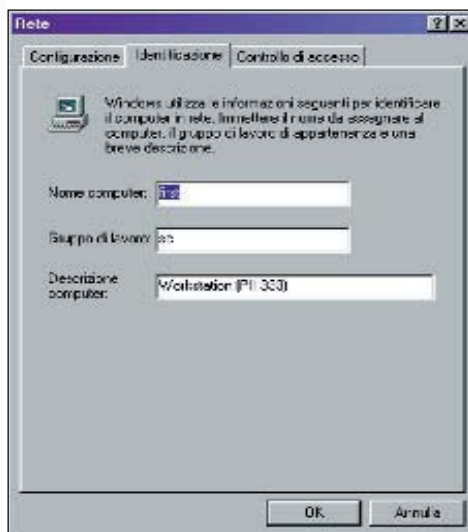 Rete
Configurazione Identificazione Controllo di accesso
Windows utilizza le informazioni seguenti per identificare
il computer in rete. Immettere il nome da assegnare al
computer, il gruppo di lavoro di appartenenza e una
breve descrizione.
Nome computer: first
Gruppo di lavoro:
Descrizione
computer: Workstation (PII 333)
OK Annulla